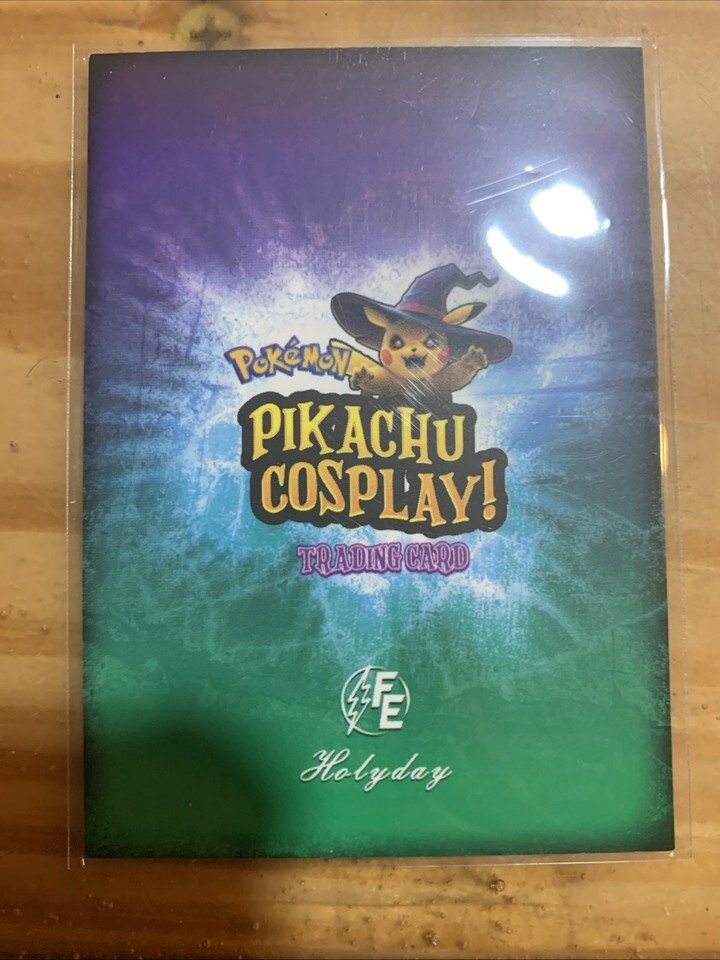 POKéMON
PIKACHU
COSPLAY!
TRADING CARD
FE
Holyday